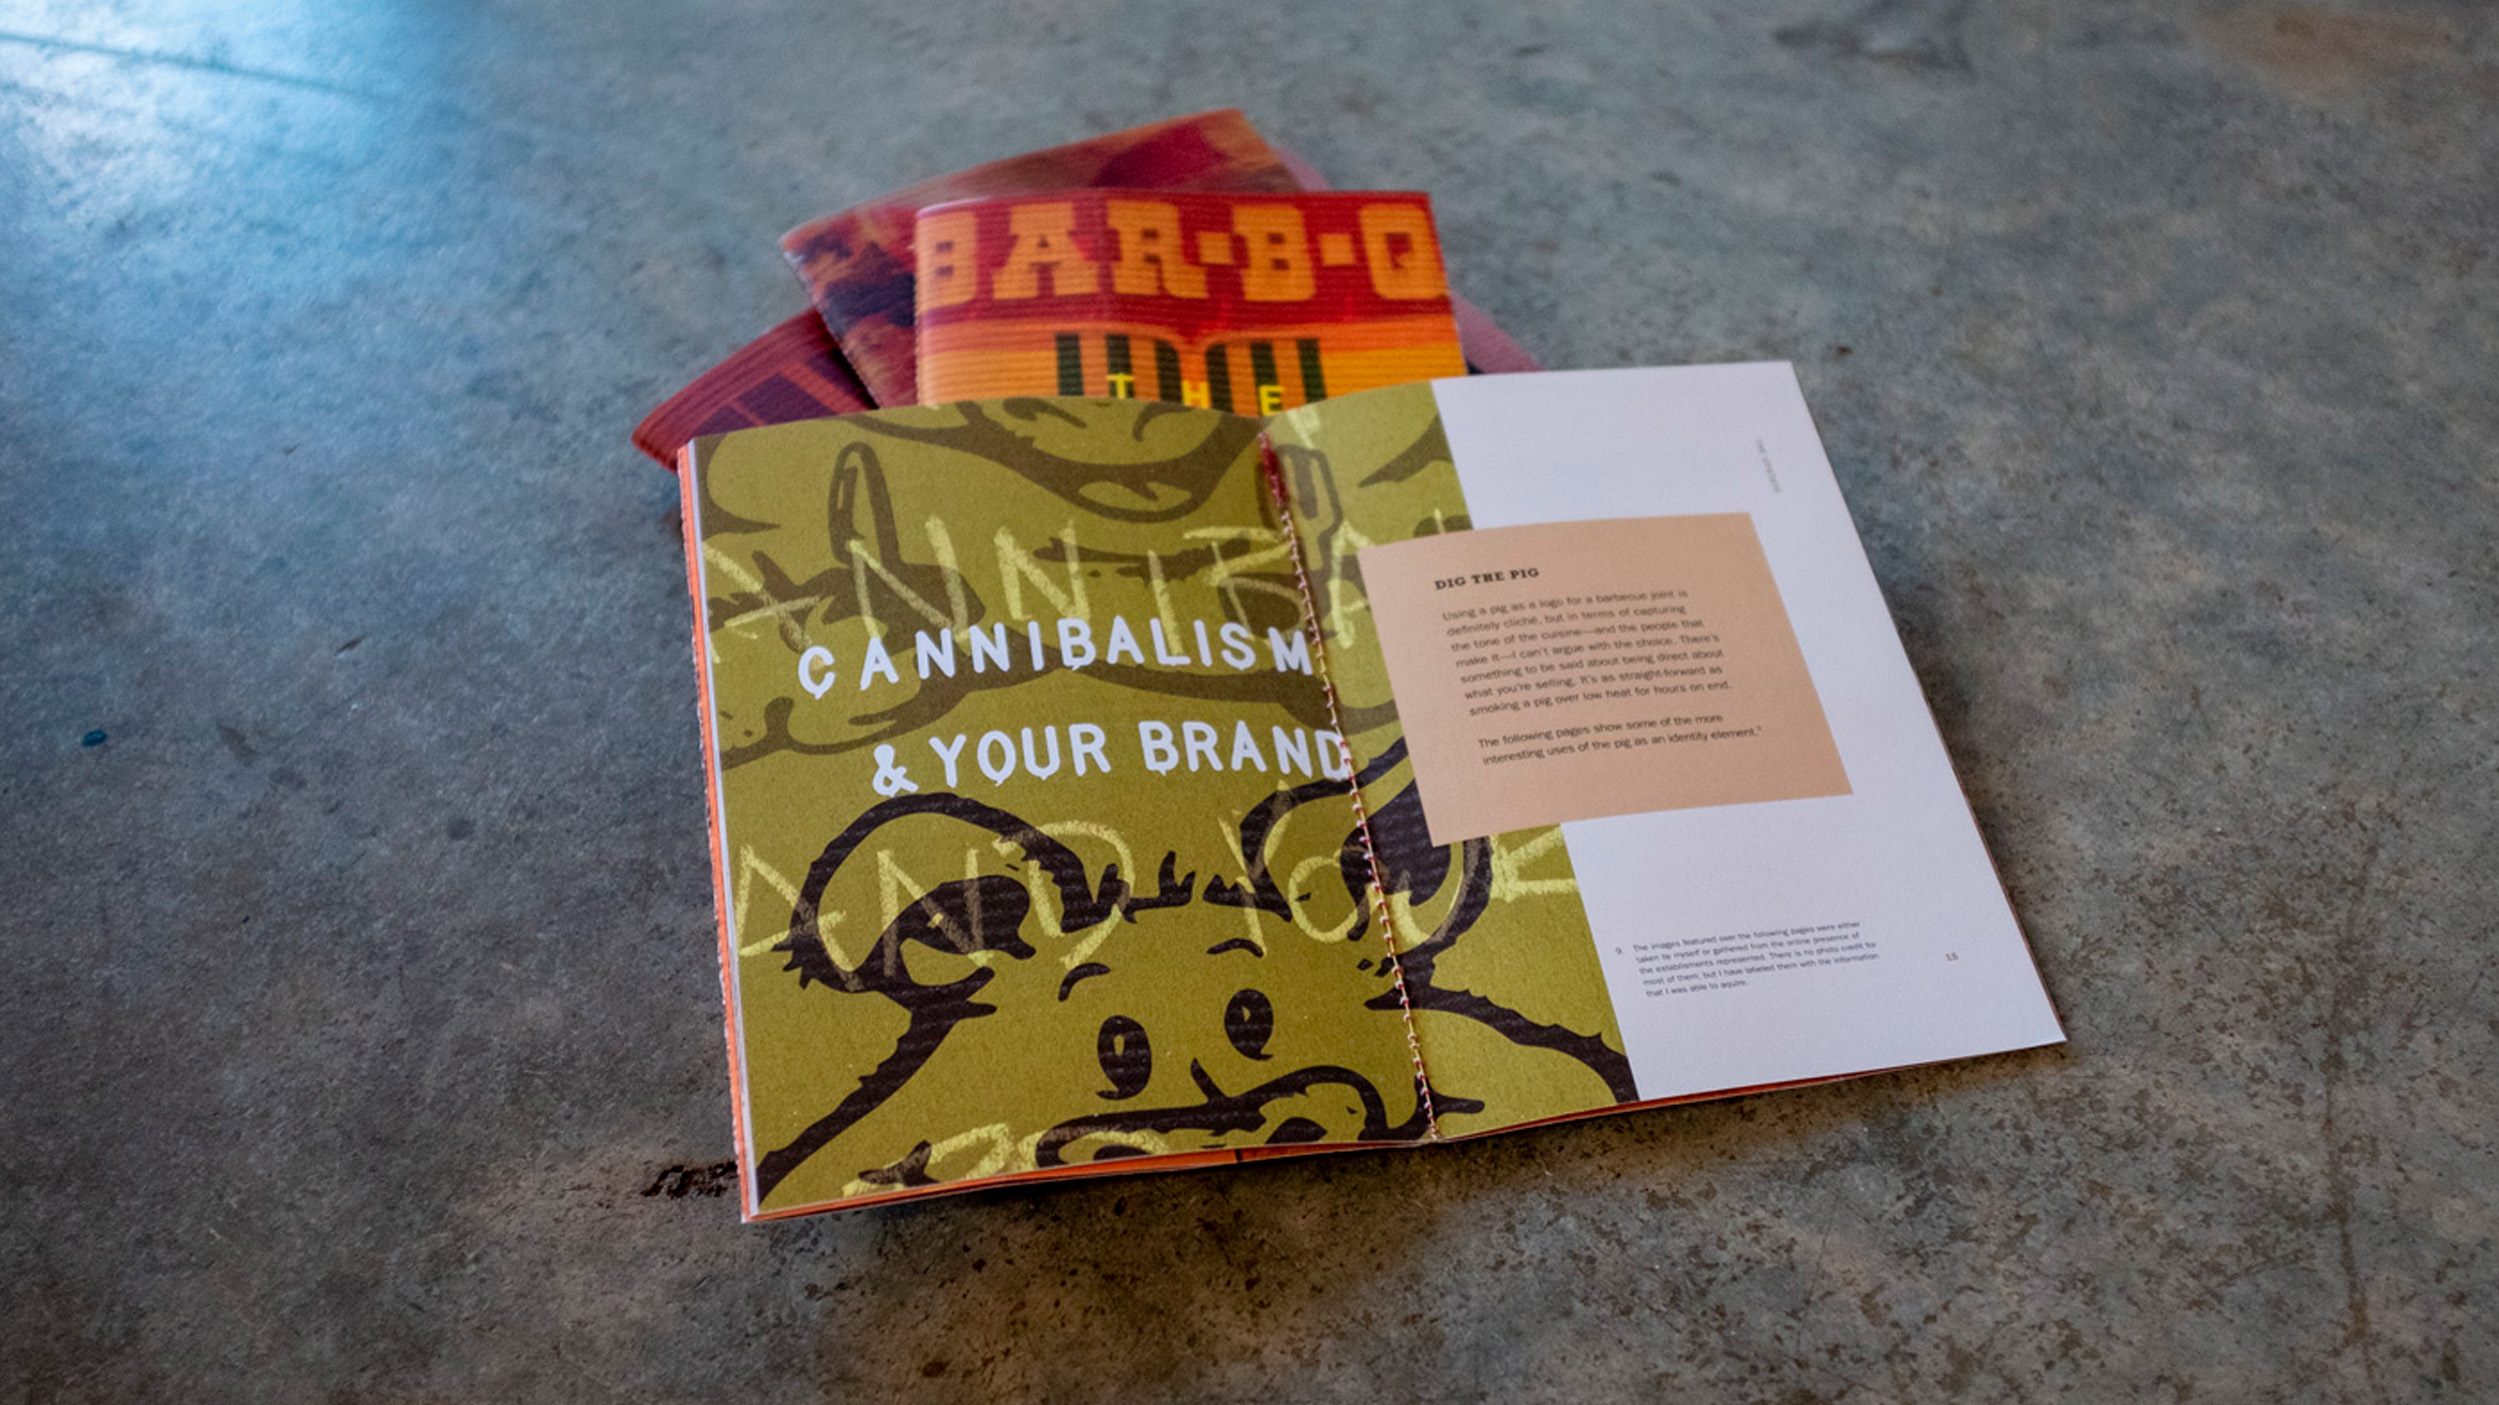 BAR-B-Q
THE
CANNIBAL
CANNIBALISM
& YOUR BRAND
AND YOUR
DIG THE PIG
Using a pig as a logo for a barbecue joint is
definitely cliché, but in terms of capturing
the tone of the cuisine—and the people that
make it—I can't argue with the choice. There's
something to be said about being direct about
what you're selling. It's as straight-forward as
smoking a pig over low heat for hours on end.
The following pages show some of the more
interesting uses of the pig as an identity element.⁹
9. The images featured over the following pages were either
taken by myself or gathered from the online presence of
the establishments represented. There is no photo credit for
most of them, but I have labeled them with the information
that I was able to aquire.
15